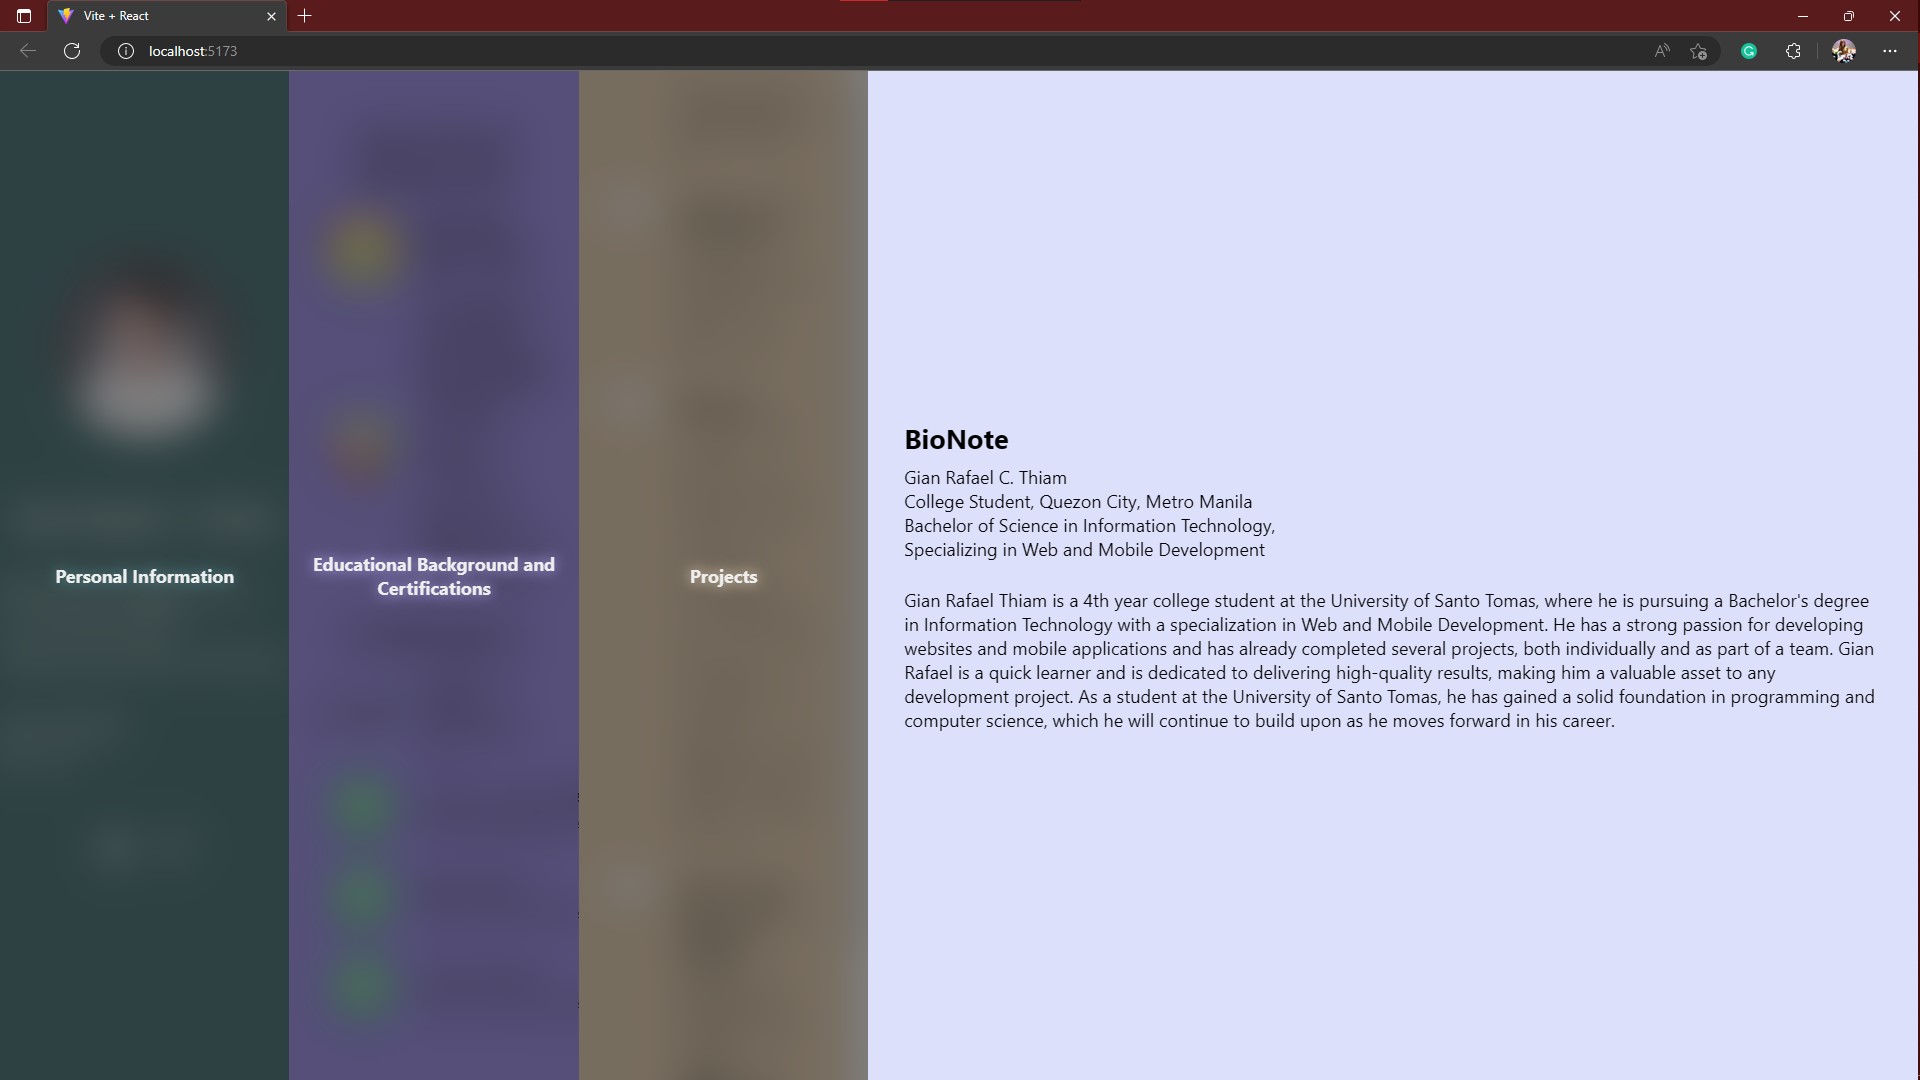 Vite + React
localhost:5173
Personal Information
Educational Background and
Certifications
Projects
BioNote
Gian Rafael C. Thiam
College Student, Quezon City, Metro Manila
Bachelor of Science in Information Technology,
Specializing in Web and Mobile Development
Gian Rafael Thiam is a 4th year college student at the University of Santo Tomas, where he is pursuing a Bachelor's degree
in Information Technology with a specialization in Web and Mobile Development. He has a strong passion for developing
websites and mobile applications and has already completed several projects, both individually and as part of a team. Gian
Rafael is a quick learner and is dedicated to delivering high-quality results, making him a valuable asset to any
development project. As a student at the University of Santo Tomas, he has gained a solid foundation in programming and
computer science, which he will continue to build upon as he moves forward in his career.